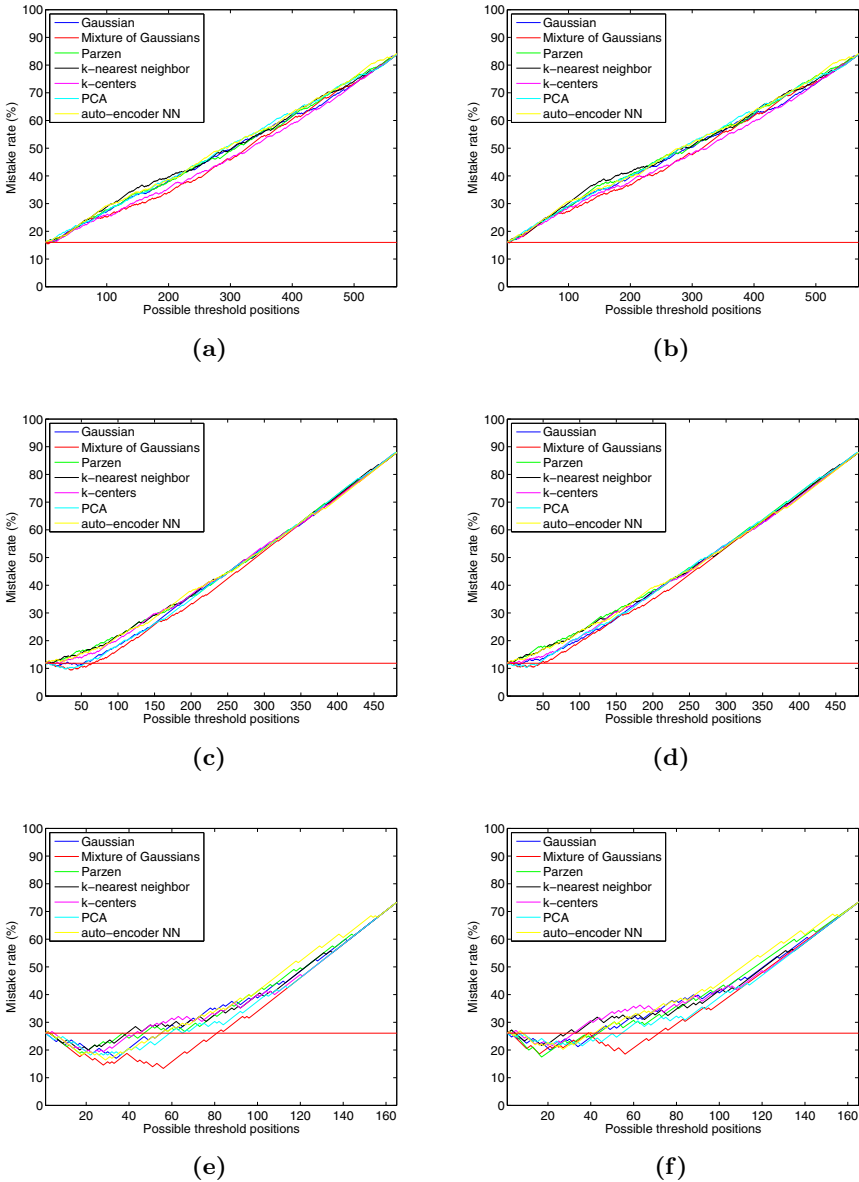 Gaussian
Mixture of Gaussians
Parzen
k−nearest neighbor
k−centers
PCA
auto−encoder NN
Mistake rate (%)
100
90
80
70
60
50
40
30
20
10
0
100 200 300 400 500
Possible threshold positions
(a)
Gaussian
Mixture of Gaussians
Parzen
k−nearest neighbor
k−centers
PCA
auto−encoder NN
Mistake rate (%)
100
90
80
70
60
50
40
30
20
10
0
100 200 300 400 500
Possible threshold positions
(b)
Gaussian
Mixture of Gaussians
Parzen
k−nearest neighbor
k−centers
PCA
auto−encoder NN
Mistake rate (%)
100
90
80
70
60
50
40
30
20
10
0
50 100 150 200 250 300 350 400 450
Possible threshold positions
(c)
Gaussian
Mixture of Gaussians
Parzen
k−nearest neighbor
k−centers
PCA
auto−encoder NN
Mistake rate (%)
100
90
80
70
60
50
40
30
20
10
0
50 100 150 200 250 300 350 400 450
Possible threshold positions
(d)
Gaussian
Mixture of Gaussians
Parzen
k−nearest neighbor
k−centers
PCA
auto−encoder NN
Mistake rate (%)
100
90
80
70
60
50
40
30
20
10
0
20 40 60 80 100 120 140 160
Possible threshold positions
(e)
Gaussian
Mixture of Gaussians
Parzen
k−nearest neighbor
k−centers
PCA
auto−encoder NN
Mistake rate (%)
100
90
80
70
60
50
40
30
20
10
0
20 40 60 80 100 120 140 160
Possible threshold positions
(f)